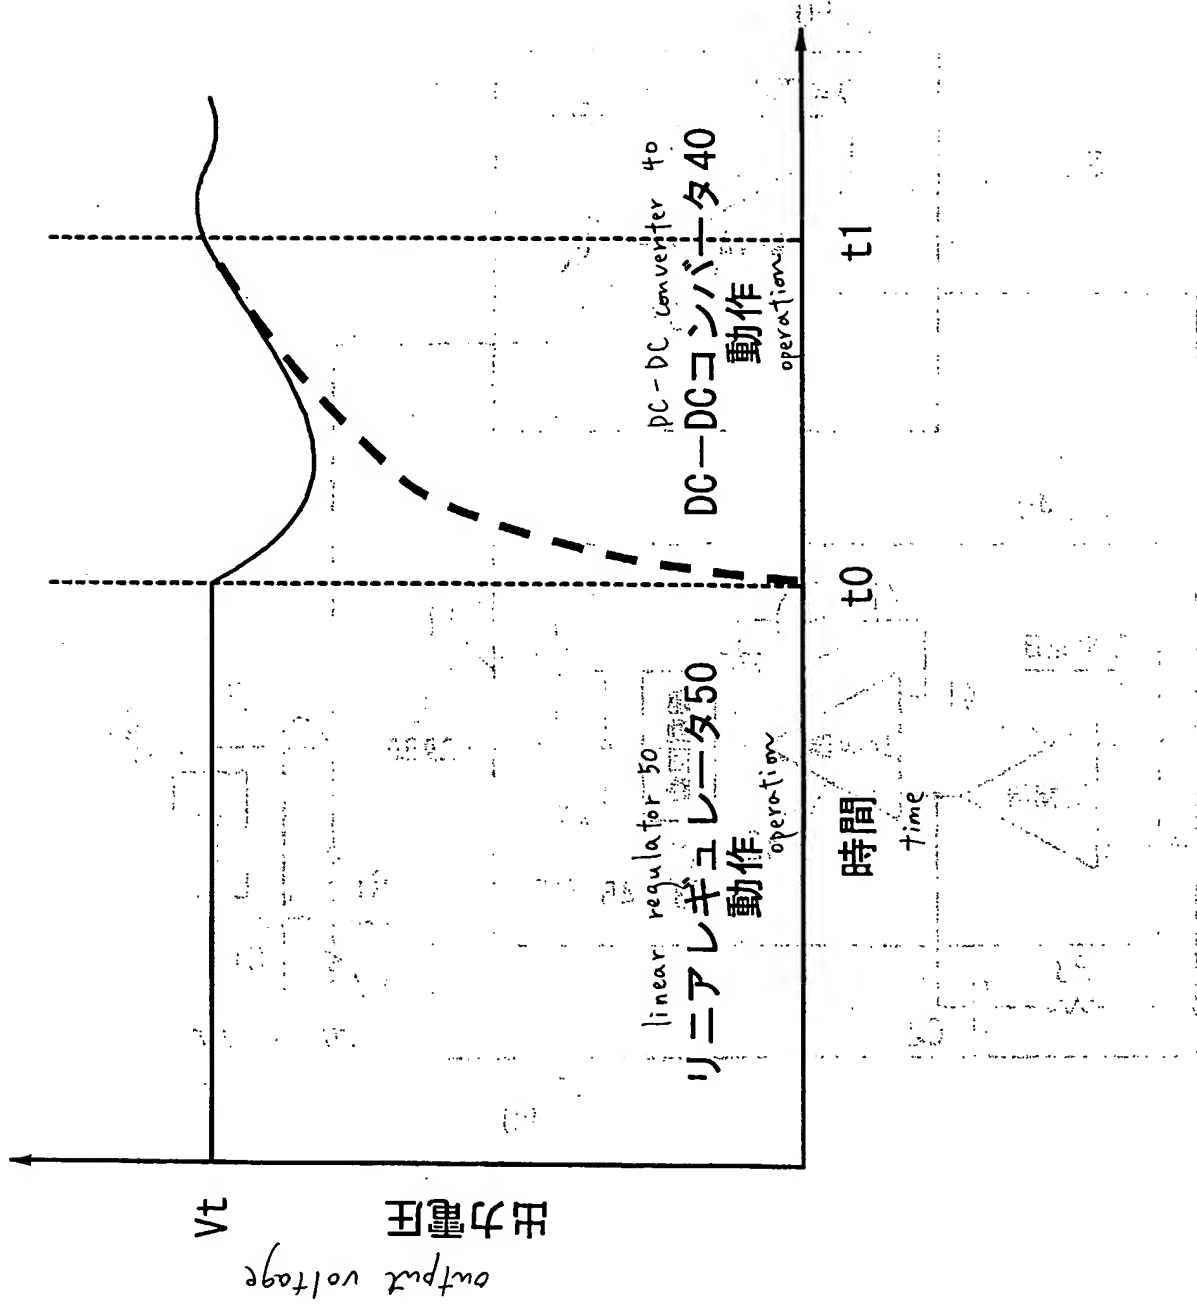 Vt
出力電圧
output voltage
linear regulator 50
リニアレギュレータ50
動作
operation
DC-DC converter 40
DC－DCコンバータ40
動作
operation
t0
t1
時間
time